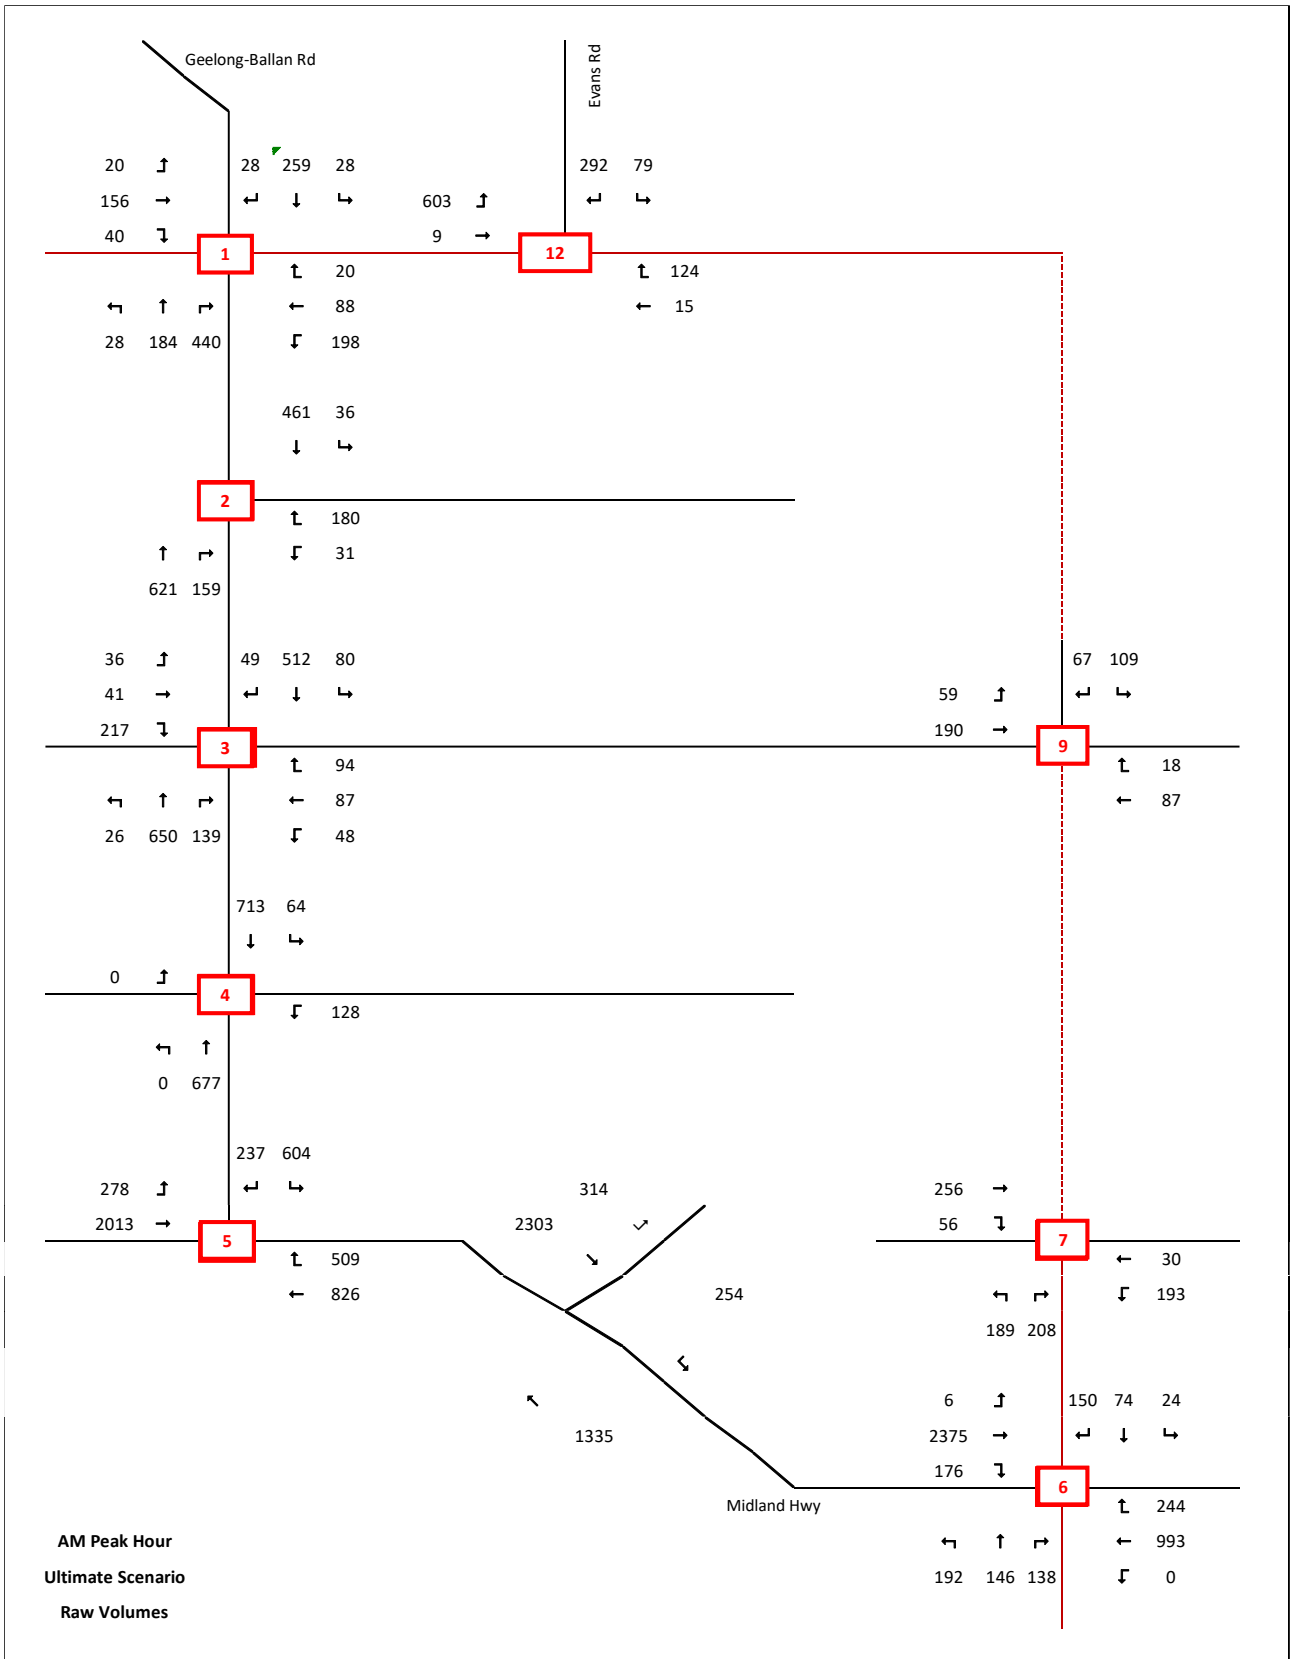 Geelong-Ballan Rd
Evans Rd
20 28 259 28 292 79
156 603
40 9
1 12
20 124
88 15
28 184 440 198
461 36
2
180
31
621 159
36 49 512 80 67 109
41 59
217 190
3 9
94 18
87 87
26 650 139 48
713 64
0
4
128
0 677
237 604
278 314 256
2013 2303 56
5 7
509 30
826 254 193
189 208
6 150 74 24
1335 2375
176
6
Midland Hwy 244
AM Peak Hour 993
Ultimate Scenario 192 146 138 0
Raw Volumes